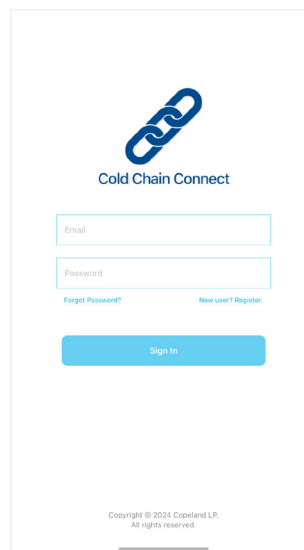 Cold Chain Connect
Email
Password
Forgot Password?
New user? Register.
Sign In
Copyright © 2024 Copeland LP.
All rights reserved.